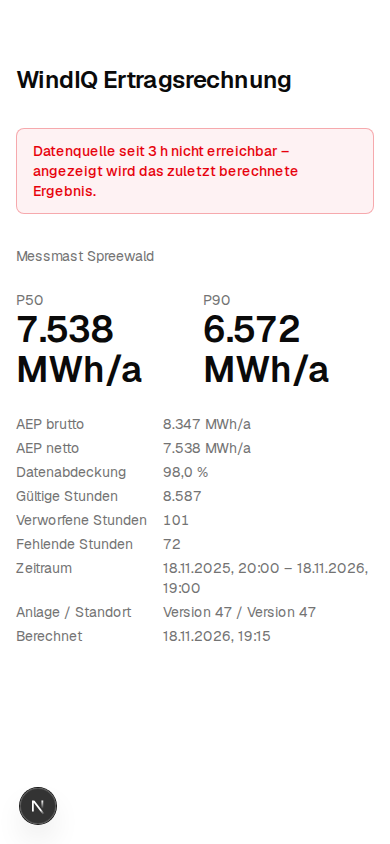 WindIQ Ertragsrechnung
Datenquelle seit 3 h nicht erreichbar –
angezeigt wird das zuletzt berechnete
Ergebnis.
Messmast Spreewald
P50 P90
7.538 6.572
MWh/a MWh/a
AEP brutto 8.347 MWh/a
AEP netto 7.538 MWh/a
Datenabdeckung 98,0 %
Gültige Stunden 8.587
Verworfene Stunden 101
Fehlende Stunden 72
Zeitraum 18.11.2025, 20:00 – 18.11.2026,
19:00
Anlage / Standort Version 47 / Version 47
Berechnet 18.11.2026, 19:15
N